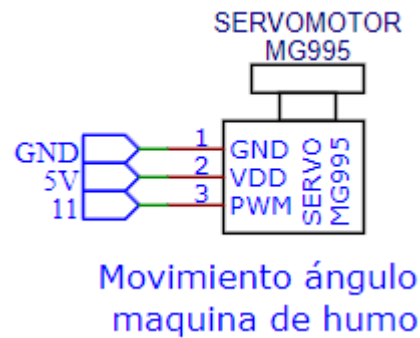 SERVOMOTOR
MG995
GND 1 GND
5V 2 VDD
11 3 PWM
SERVO
MG995
Movimiento ángulo
maquina de humo